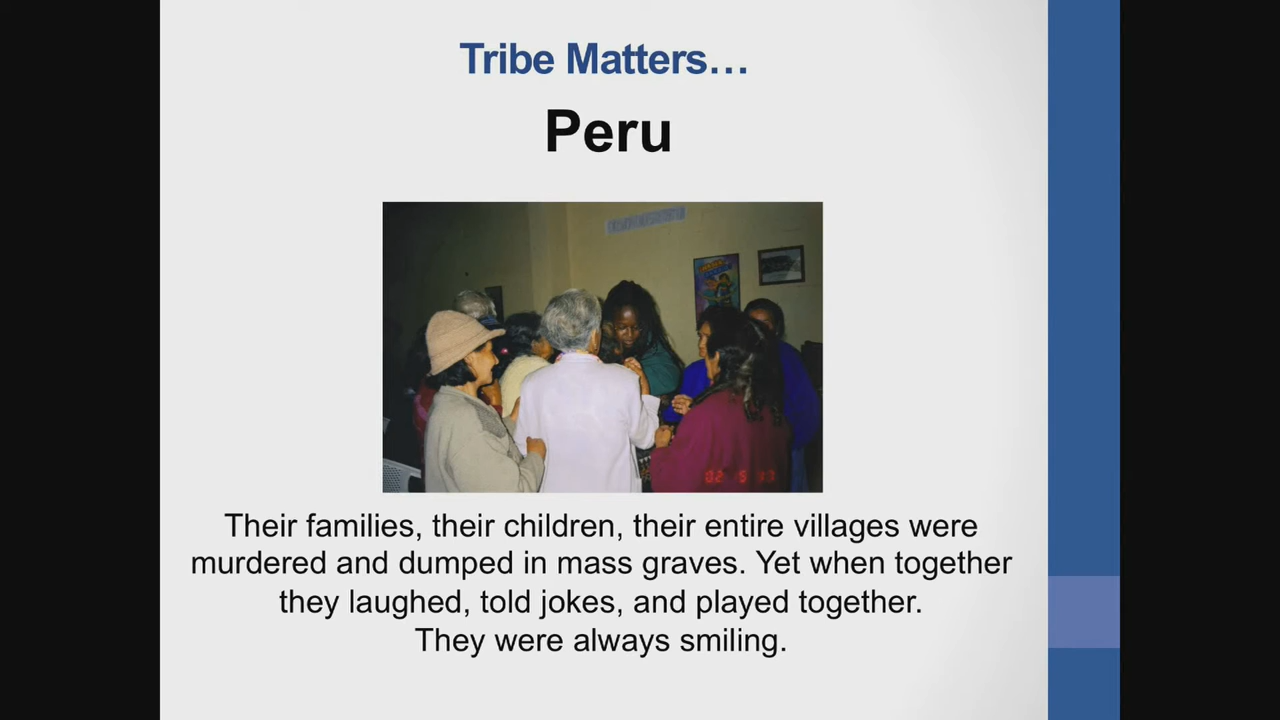 Tribe Matters…
Peru
Their families, their children, their entire villages were
murdered and dumped in mass graves. Yet when together
they laughed, told jokes, and played together.
They were always smiling.